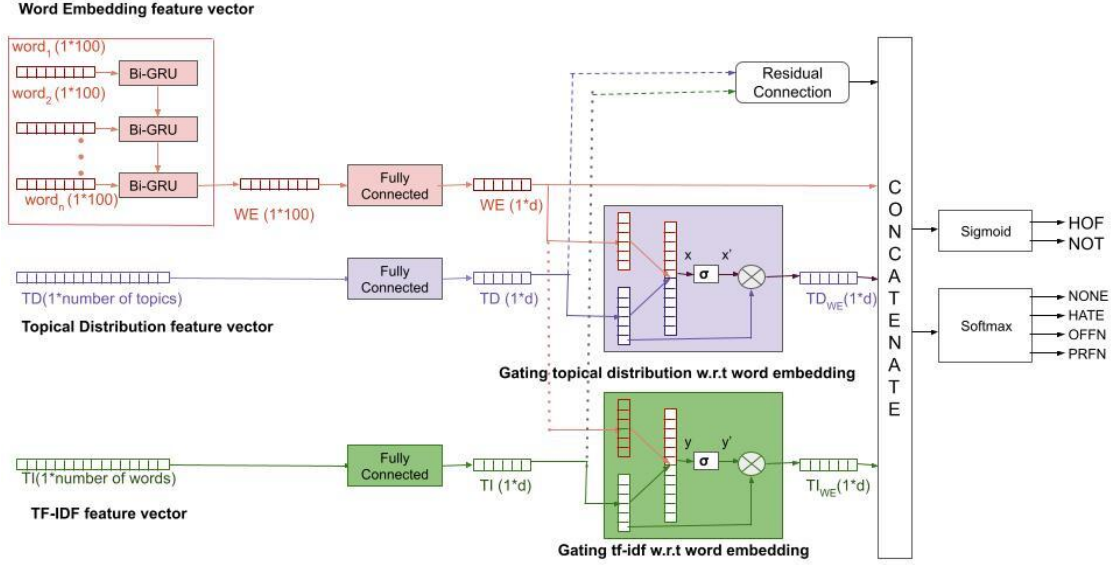 Word Embedding feature vector
word1 (1*100)
Bi-GRU
word2 (1*100)
Bi-GRU
Bi-GRU
wordn (1*100)
WE (1*100)
Fully
Connected
WE (1*d)
Residual
Connection
TD(1*number of topics)
Topical Distribution feature vector
Fully
Connected
TD (1*d)
x
σ
x'
TDWE(1*d)
Gating topical distribution w.r.t word embedding
TI(1*number of words)
TF-IDF feature vector
Fully
Connected
TI (1*d)
y
σ
y'
TIWE(1*d)
Gating tf-idf w.r.t word embedding
C
O
N
C
A
T
E
N
A
T
E
Sigmoid
HOF
NOT
Softmax
NONE
HATE
OFFN
PRFN